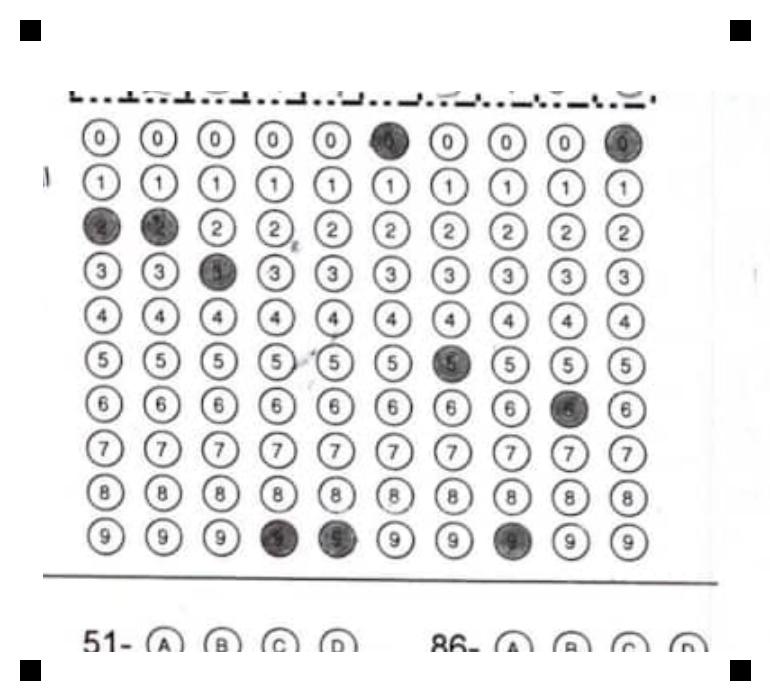 0 0 0 0 0 0 0 0 0 0
1 1 1 1 1 1 1 1 1 1
2 2 2 2 2 2 2 2 2 2
3 3 3 3 3 3 3 3 3 3
4 4 4 4 4 4 4 4 4 4
5 5 5 5 5 5 5 5 5 5
6 6 6 6 6 6 6 6 6 6
7 7 7 7 7 7 7 7 7 7
8 8 8 8 8 8 8 8 8 8
9 9 9 9 9 9 9 9 9 9
51- A B C D 86- A B C D